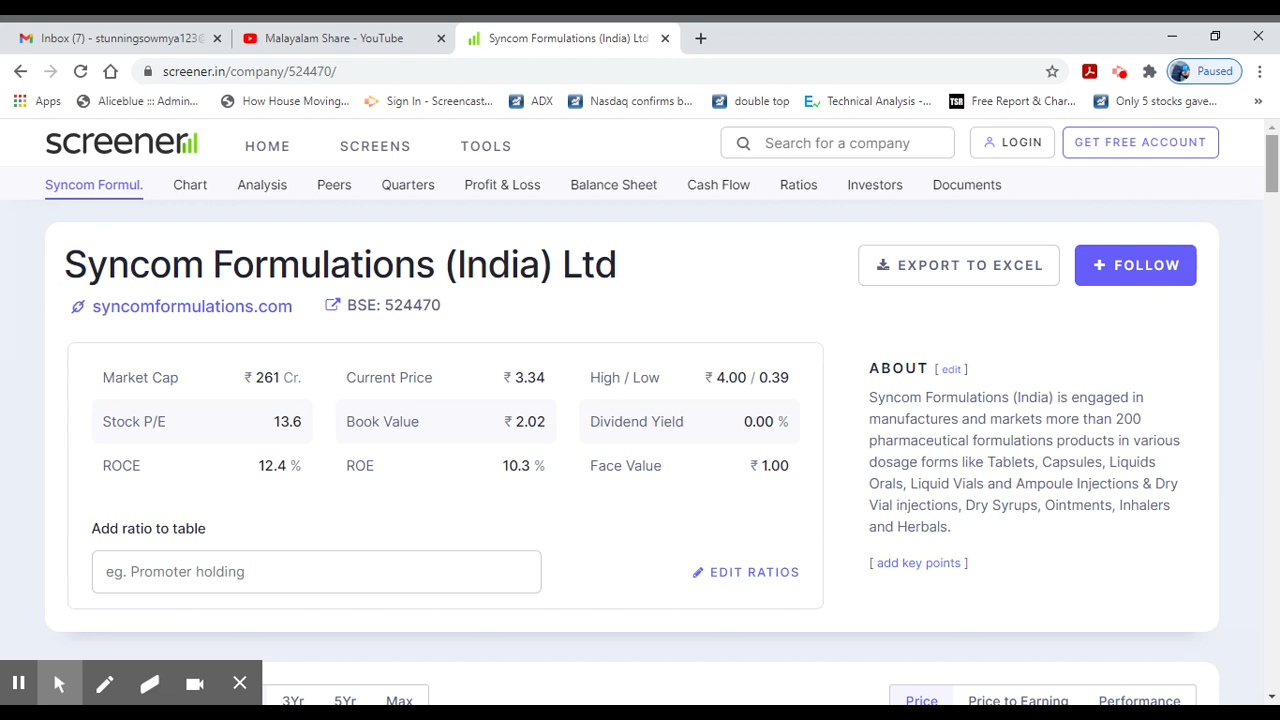 Inbox (7) - stunningsowmya123@
Malayalam Share - YouTube
Syncom Formulations (India) Ltd
screener.in/company/524470/
Paused
Apps
Aliceblue ::: Admin...
How House Moving...
Sign In - Screencast...
ADX
Nasdaq confirms b...
double top
Technical Analysis -...
TSR Free Report & Char...
Only 5 stocks gave...
screener
HOME
SCREENS
TOOLS
Search for a company
LOGIN
GET FREE ACCOUNT
Syncom Formul.
Chart
Analysis
Peers
Quarters
Profit & Loss
Balance Sheet
Cash Flow
Ratios
Investors
Documents
Syncom Formulations (India) Ltd
EXPORT TO EXCEL
+ FOLLOW
syncomformulations.com
BSE: 524470
Market Cap ₹ 261 Cr.
Current Price ₹ 3.34
High / Low ₹ 4.00 / 0.39
Stock P/E 13.6
Book Value ₹ 2.02
Dividend Yield 0.00 %
ROCE 12.4 %
ROE 10.3 %
Face Value ₹ 1.00
Add ratio to table
eg. Promoter holding
EDIT RATIOS
ABOUT [ edit ]
Syncom Formulations (India) is engaged in
manufactures and markets more than 200
pharmaceutical formulations products in various
dosage forms like Tablets, Capsules, Liquids
Orals, Liquid Vials and Ampoule Injections & Dry
Vial injections, Dry Syrups, Ointments, Inhalers
and Herbals.
[ add key points ]
3Yr
5Yr
Max
Price
Price to Earning
Performance